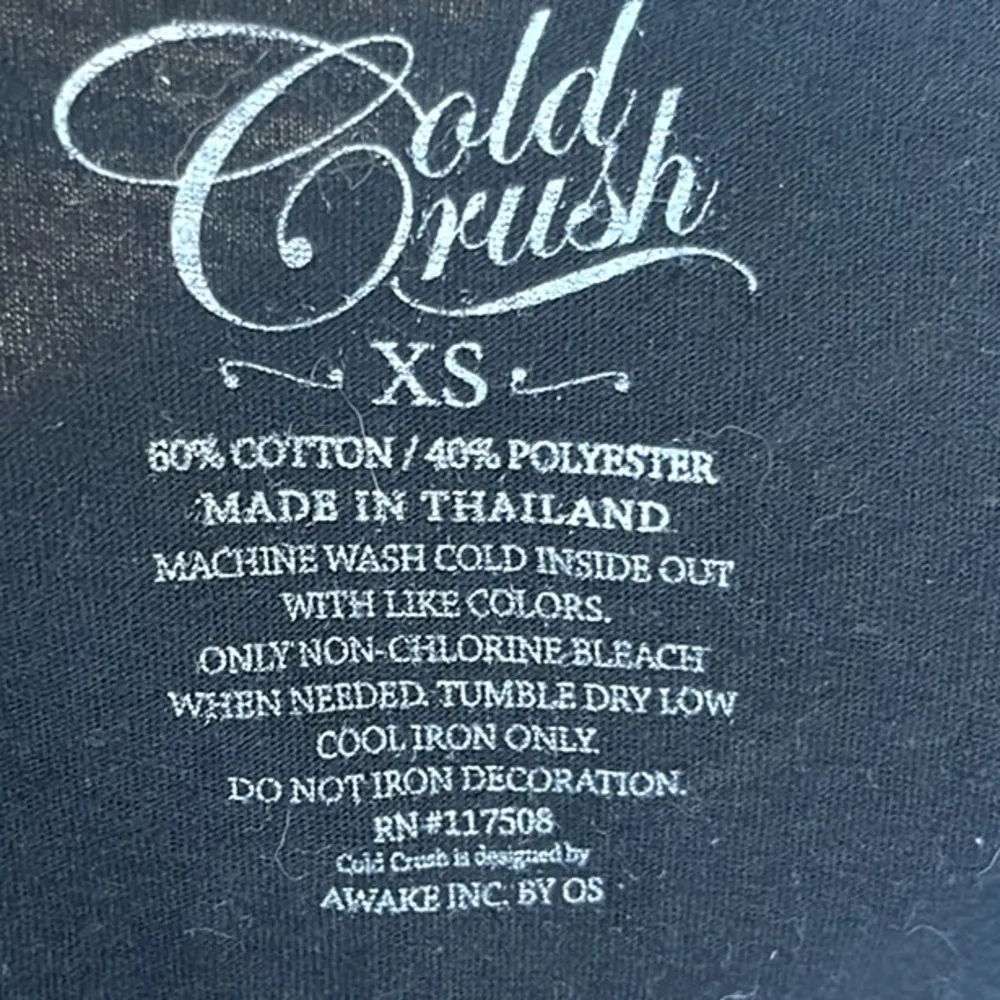 Cold
Crush
XS
60% COTTON / 40% POLYESTER
MADE IN THAILAND
MACHINE WASH COLD INSIDE OUT
WITH LIKE COLORS.
ONLY NON-CHLORINE BLEACH
WHEN NEEDED. TUMBLE DRY LOW
COOL IRON ONLY.
DO NOT IRON DECORATION.
RN#117508
Cold Crush is designed by
AWAKE INC. BY OS